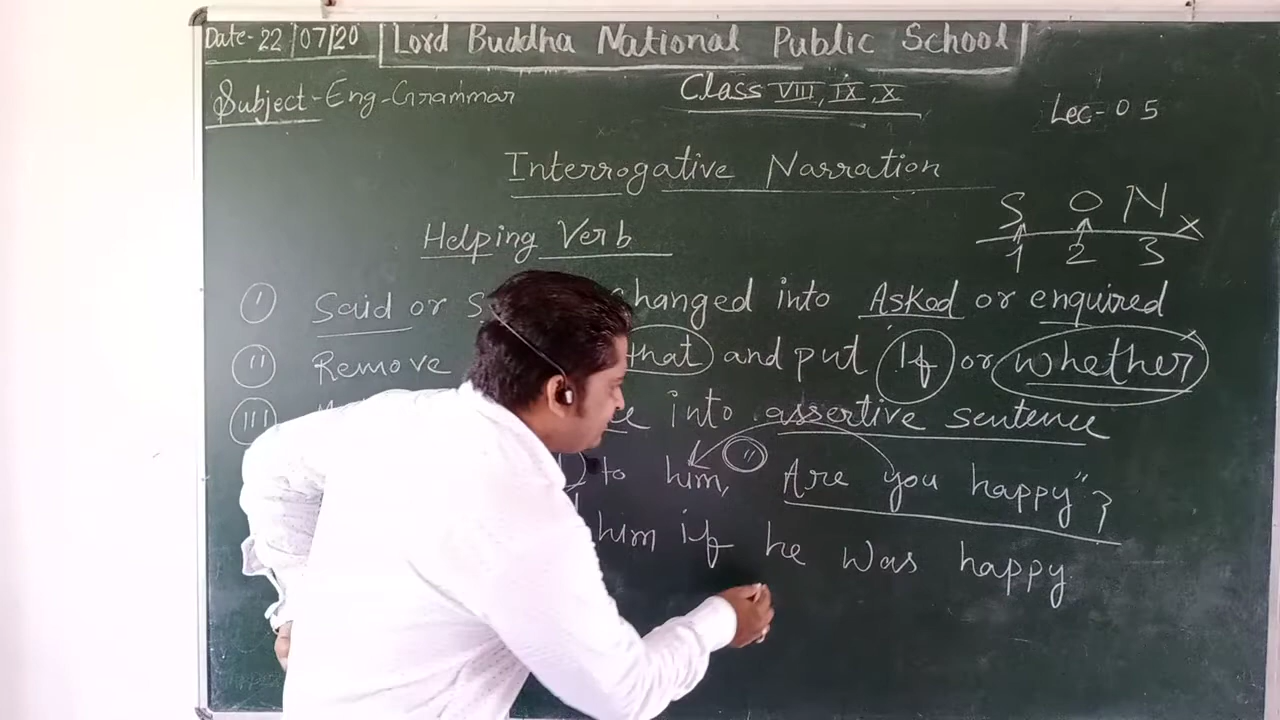 Date-22/07/20 Lord Buddha National Public School
Subject-Eng-Grammar Class VIII, IX, X Lec-05
Interrogative Narration
S O N x
1 2 3
Helping Verb
(i) Said or changed into Asked or enquired
(ii) Remove that and put If or whether x
(iii) into assertive sentence
to him, " Are you happy"?
him if he was happy